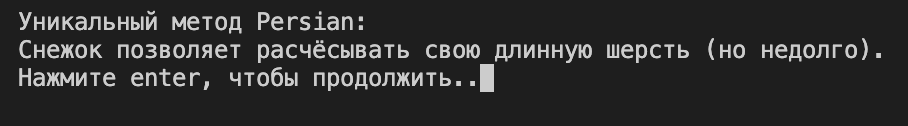 Уникальный метод Persian:
Снежок позволяет расчёсывать свою длинную шерсть (но недолго).
Нажмите enter, чтобы продолжить..